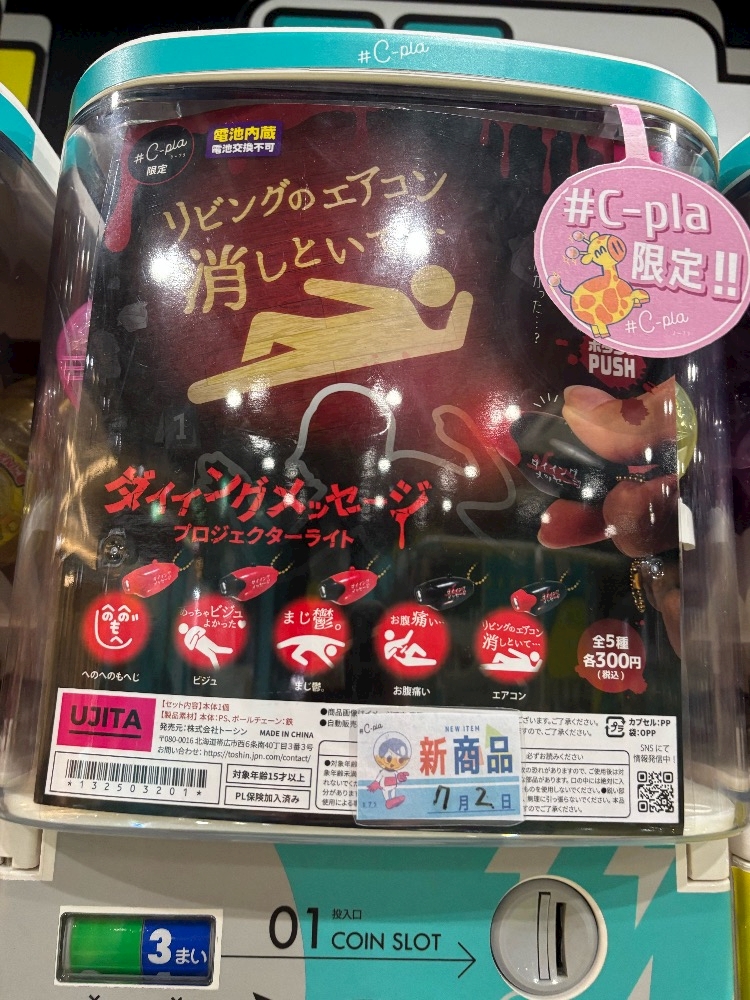 #C-pla
#C-pla
限定
電池内蔵
電池交換不可
リビングのエアコン
消しといて…
#C-pla
限定!!
#C-pla
PUSH
ダイイングメッセージ
プロジェクターライト
へのへのもへじ
めっちゃビジュ
よかった♥
ビジュ
まじ鬱。
まじ鬱。
お腹痛い…
お腹痛い
リビングのエアコン
消しといて…
エアコン
全5種
各300円
(税込)
UJITA
【セット内容】本体1個
【製品素材】本体:PS、ボールチェーン:鉄
発売元:株式会社トーシン MADE IN CHINA
〒080-0016 北海道帯広市西6条南40丁目3番3号
お問い合わせ:https://toshin.jpn.com/contact/
*132503201*
対象年齢15才以上
PL保険加入済み
プラ
カプセル:PP
袋:OPP
SNSにて
情報発信中!
#C-pla
NEW ITEM
新商品
7月2日
3まい
01 投入口
COIN SLOT